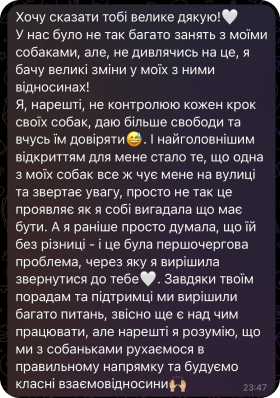 Хочу сказати тобі велике дякую!🤍
У нас було не так багато занять з моїми
собаками, але, не дивлячись на це, я
бачу великі зміни у моїх з ними
відносинах!
Я, нарешті, не контролюю кожен крок
своїх собак, даю більше свободи та
вчусь їм довіряти😅. І найголовнішим
відкриттям для мене стало те, що одна
з моїх собак все ж чує мене на вулиці
та звертає увагу, просто не так це
проявляє як я собі вигадала що має
бути. А я раніше просто думала, що їй
без різниці - і це була першочергова
проблема, через яку я вирішила
звернутися до тебе🤍. Завдяки твоїм
порадам та підтримці ми вирішили
багато питань, звісно ще є над чим
працювати, але нарешті я розумію, що
ми з собаньками рухаємося в
правильному напрямку та будуємо
класні взаємовідносини🙌🏼
23:47